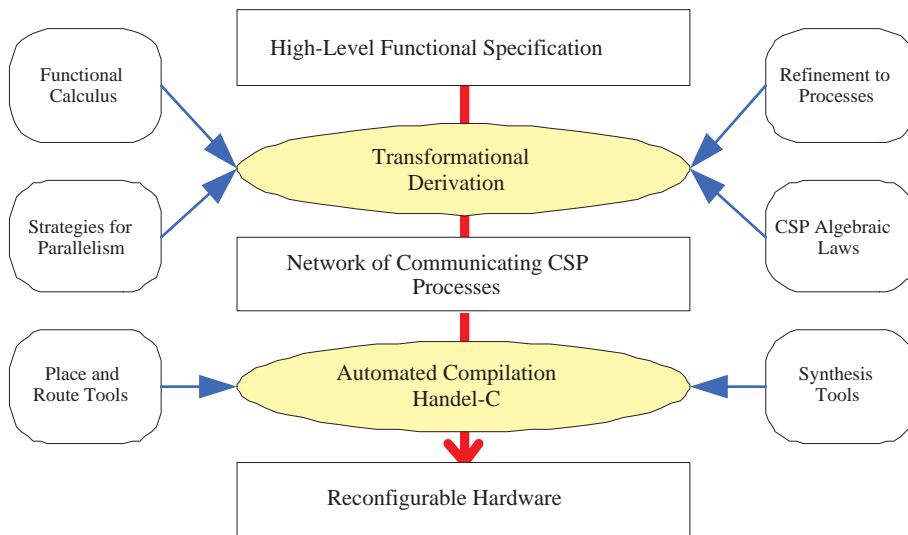 High-Level Functional Specification
Functional
Calculus
Refinement to
Processes
Transformational
Derivation
Strategies for
Parallelism
CSP Algebraic
Laws
Network of Communicating CSP
Processes
Place and
Route Tools
Automated Compilation
Handel-C
Synthesis
Tools
Reconfigurable Hardware